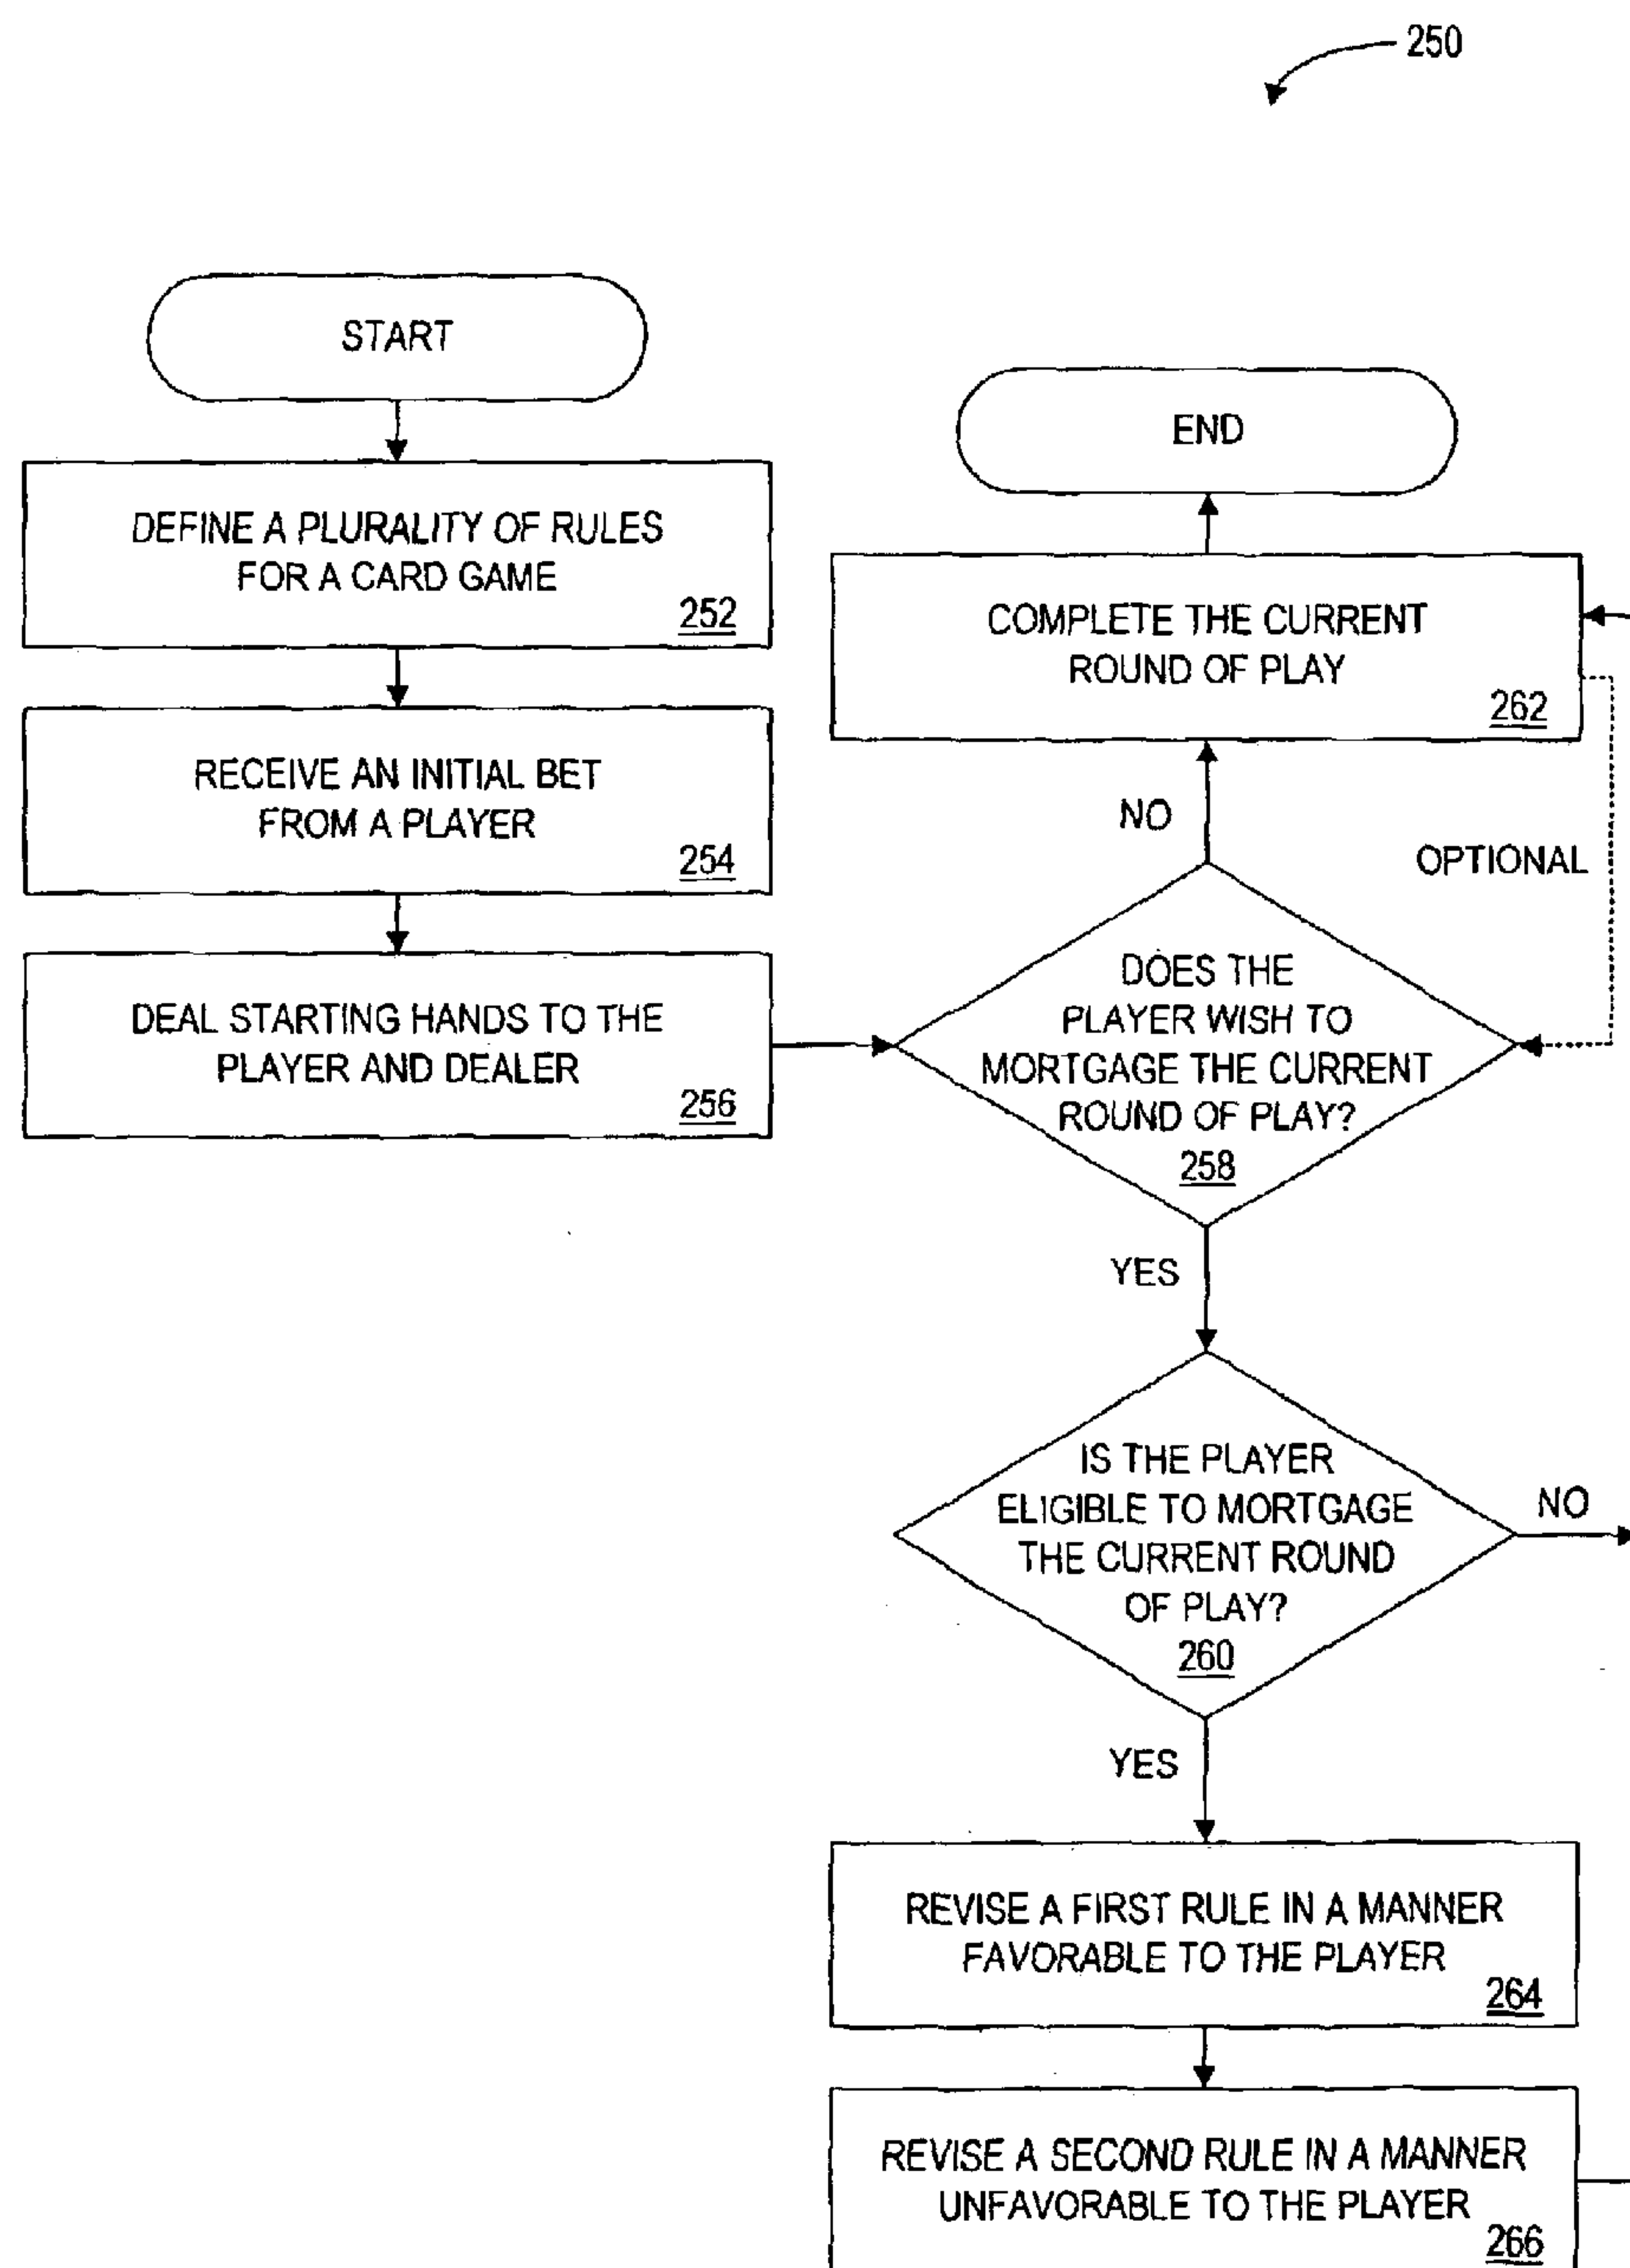 250
START
DEFINE A PLURALITY OF RULES
FOR A CARD GAME
252
RECEIVE AN INITIAL BET
FROM A PLAYER
254
DEAL STARTING HANDS TO THE
PLAYER AND DEALER
256
END
COMPLETE THE CURRENT
ROUND OF PLAY
262
NO
OPTIONAL
DOES THE
PLAYER WISH TO
MORTGAGE THE CURRENT
ROUND OF PLAY?
258
YES
IS THE PLAYER
ELIGIBLE TO MORTGAGE
THE CURRENT ROUND
OF PLAY?
260
NO
YES
REVISE A FIRST RULE IN A MANNER
FAVORABLE TO THE PLAYER
264
REVISE A SECOND RULE IN A MANNER
UNFAVORABLE TO THE PLAYER
266